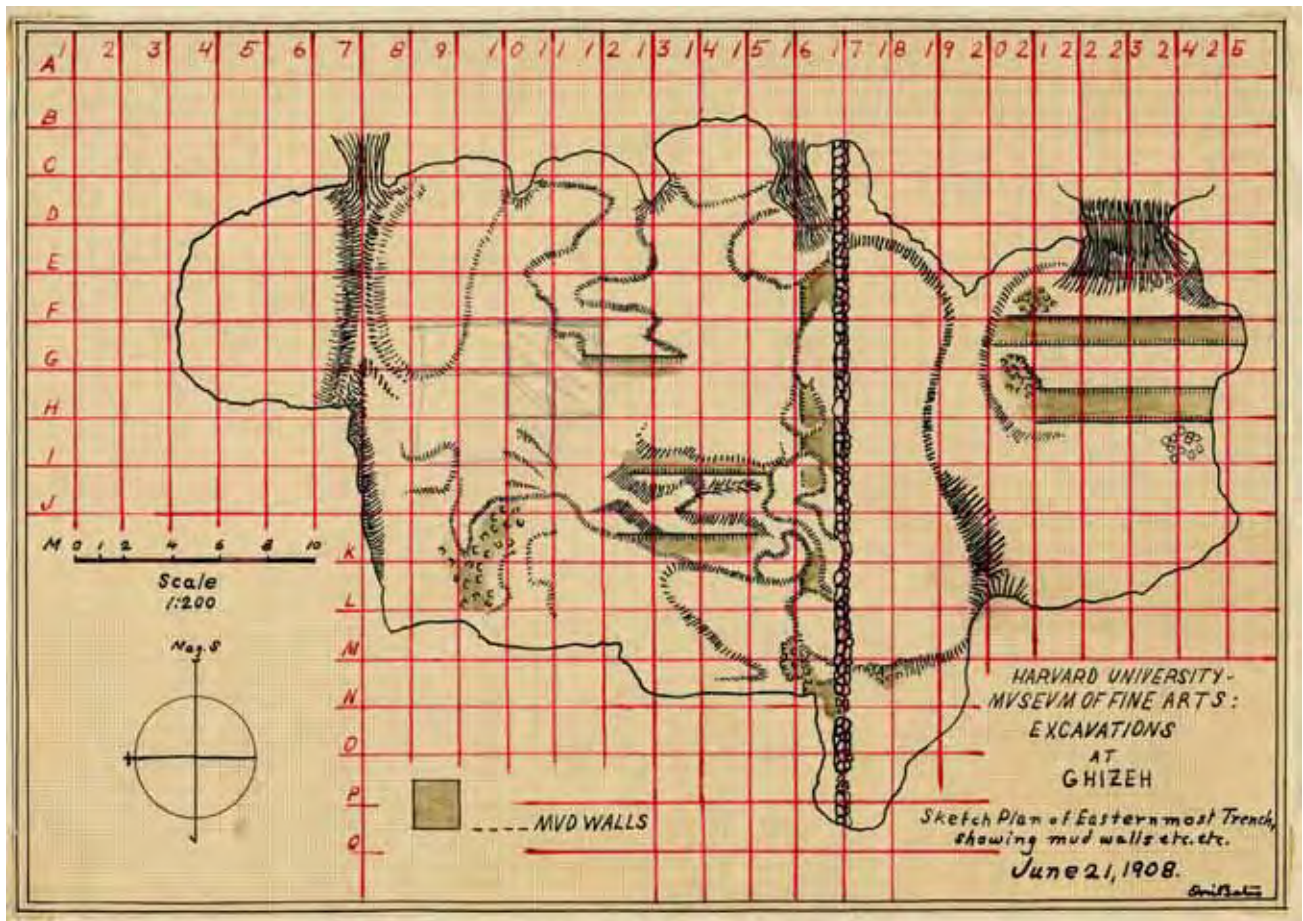 1 2 3 4 5 6 7 8 9 10 11 12 13 14 15 16 17 18 19 20 21 22 23 24 25
A
B
C
D
E
F
G
H
I
J
K
L
M
N
O
P
Q
M 0 1 2 4 6 8 10
Scale
1:200
Mag. S
MVD WALLS
HARVARD UNIVERSITY-
MVSEVM OF FINE ARTS:
EXCAVATIONS
AT
GHIZEH
Sketch Plan of Easternmost Trench,
showing mud walls etc. etc.
June 21, 1908.